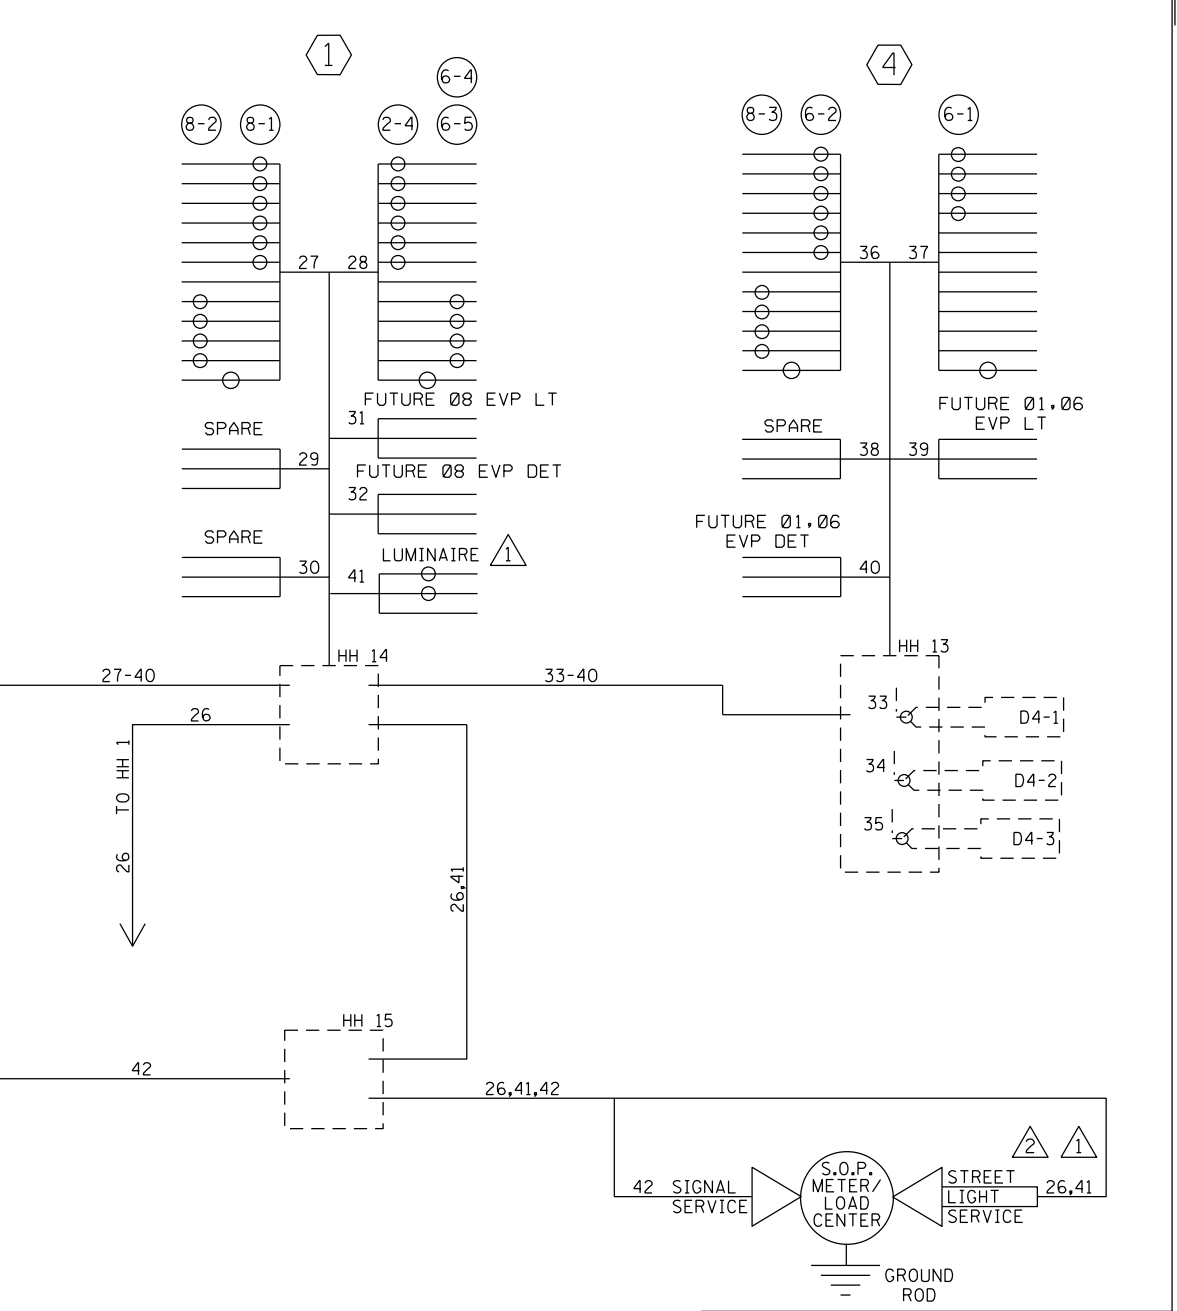 1
6-4
8-2 8-1 2-4 6-5
27 28
FUTURE Ø8 EVP LT
31
SPARE
29
FUTURE Ø8 EVP DET
32
SPARE
LUMINAIRE 1
30 41
4
8-3 6-2 6-1
36 37
FUTURE Ø1,Ø6
EVP LT
SPARE
38 39
FUTURE Ø1,Ø6
EVP DET
40
HH 14
HH 13
27-40
33-40
26
33
D4-1
34
D4-2
35
D4-3
TO HH 1
26
26,41
HH 15
42
26,41,42
2 1
42 SIGNAL
SERVICE
S.O.P.
METER/
LOAD
CENTER
STREET
LIGHT
SERVICE
26,41
GROUND
ROD